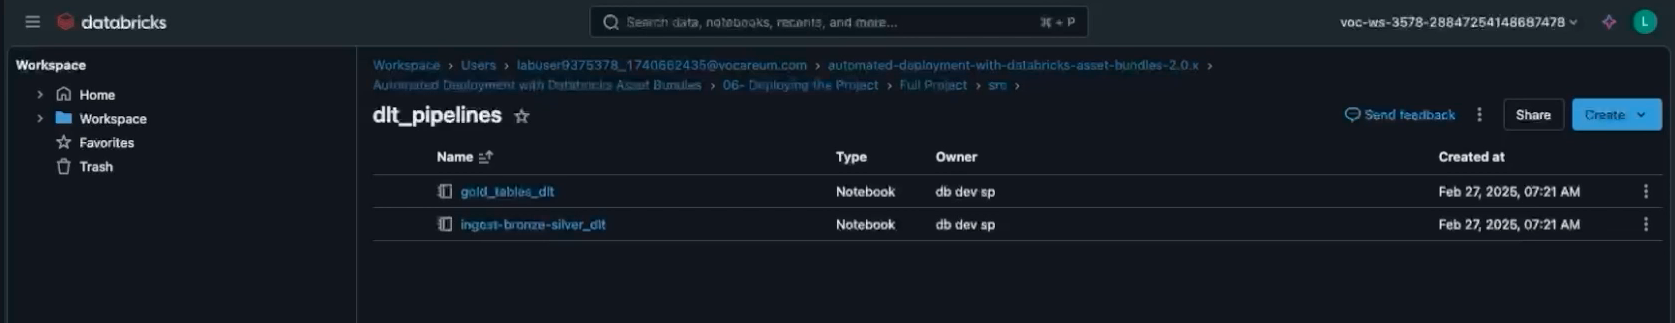 databricks
Search data, notebooks, recents, and more...
⌘ + P
voc-ws-3578-28847254148687478
L
Workspace
Home
Workspace
Favorites
Trash
Workspace > Users > labuser9375378_1740662435@vocareum.com > automated-deployment-with-databricks-asset-bundles-2.0.x >
Automated Deployment with Databricks Asset Bundles > 06- Deploying the Project > Full Project > src >
dlt_pipelines
Send feedback
Share
Create
Name Type Owner Created at
gold_tables_dlt Notebook db dev sp Feb 27, 2025, 07:21 AM
ingest-bronze-silver_dlt Notebook db dev sp Feb 27, 2025, 07:21 AM